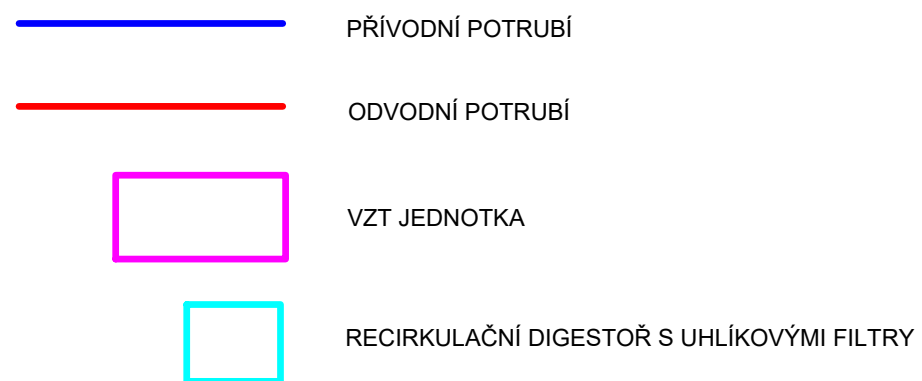 PŘÍVODNÍ POTRUBÍ
ODVODNÍ POTRUBÍ
VZT JEDNOTKA
RECIRKULAČNÍ DIGESTOŘ S UHLÍKOVÝMI FILTRY